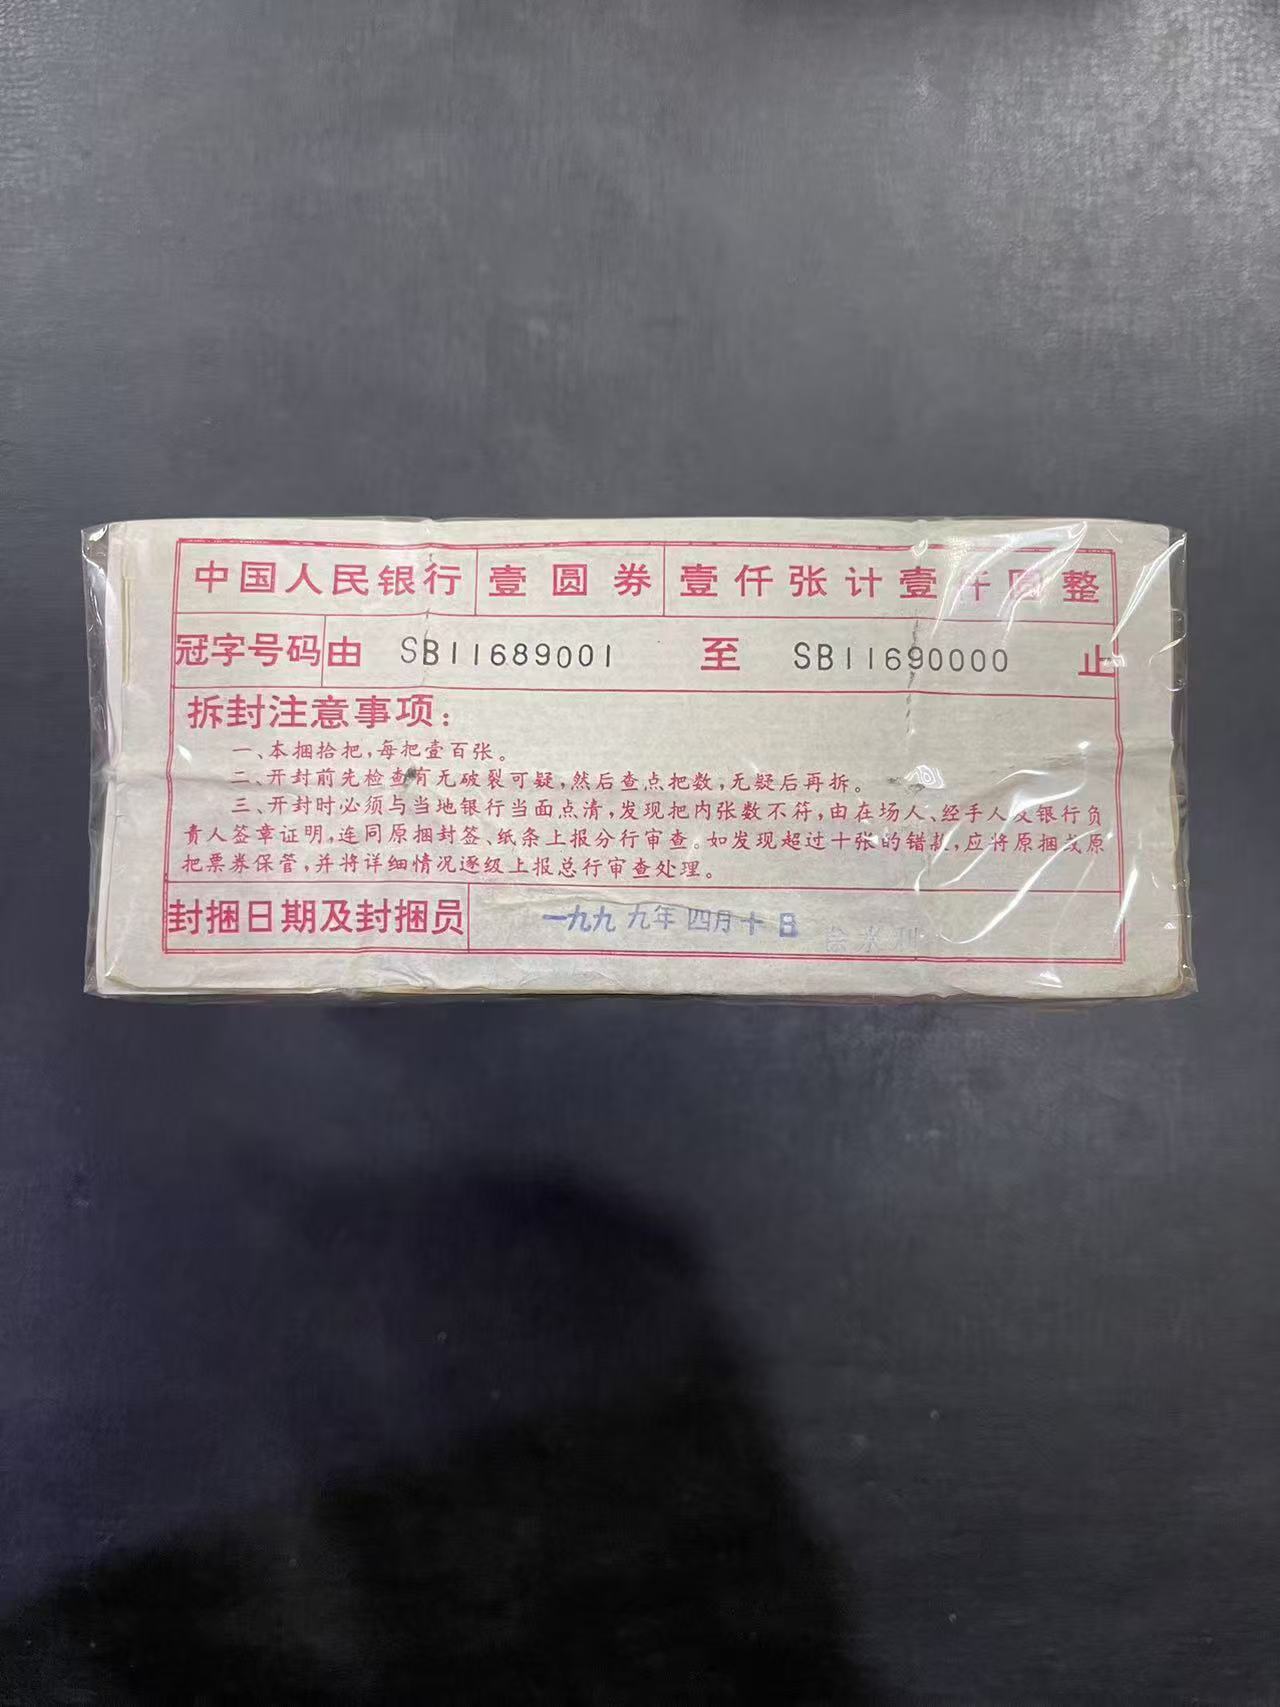 中国人民银行 壹圆券 壹仟张计壹仟圆整
冠字号码由 SB11689001 至 SB11690000 止
拆封注意事项：
一、本捆拾把，每把壹百张。
二、开封前先检查有无破裂可疑，然后查点把数，无疑后再拆。
三、开封时必须与当地银行当面点清，发现把内张数不符，由在场人、经手人及银行负
责人签章证明，连同原捆封签、纸条上报分行审查。如发现超过十张的错款，应将原捆或原
把票券保管，并将详细情况逐级上报总行审查处理。
封捆日期及封捆员 一九九九年四月十日